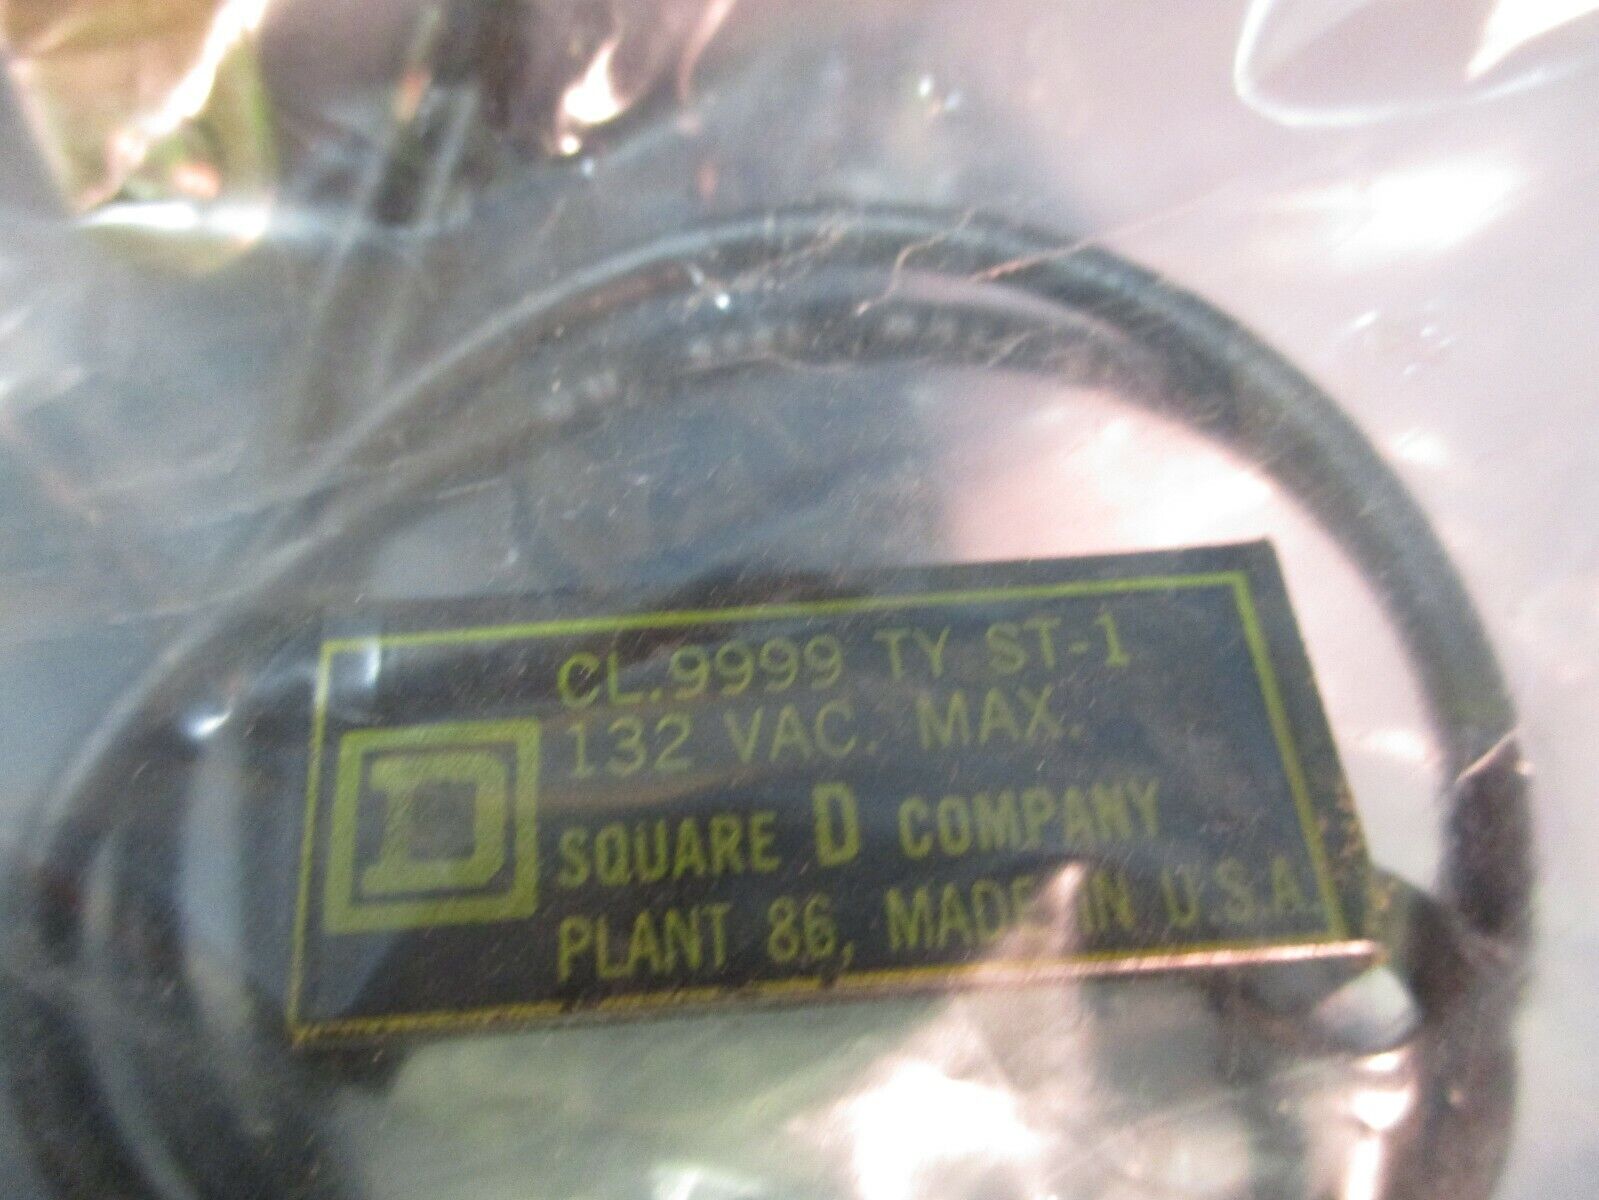 CL.9999 TY ST-1
132 VAC. MAX.
D
SQUARE D COMPANY
PLANT 86, MADE IN U.S.A.